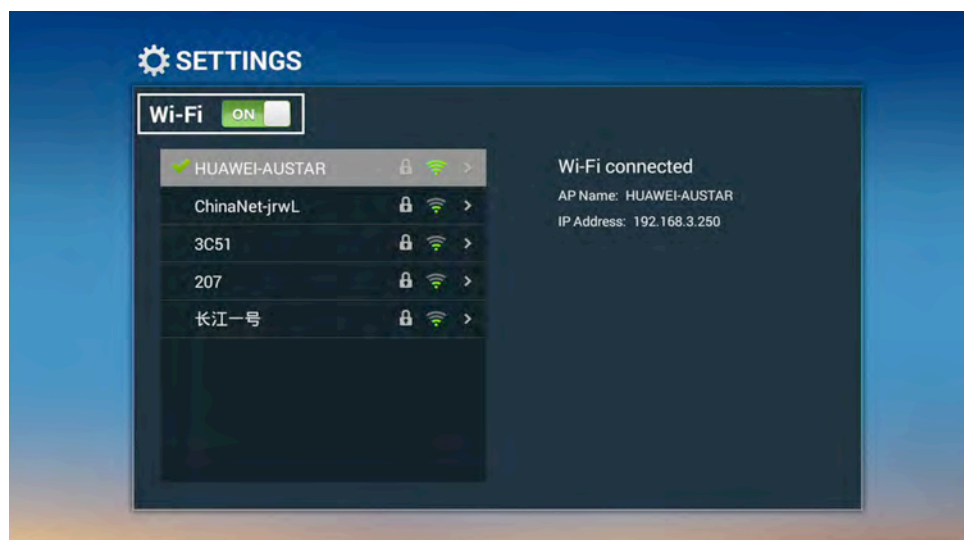 SETTINGS
Wi-Fi ON
HUAWEI-AUSTAR
ChinaNet-jrwL
3C51
207
长江一号
Wi-Fi connected
AP Name: HUAWEI-AUSTAR
IP Address: 192.168.3.250